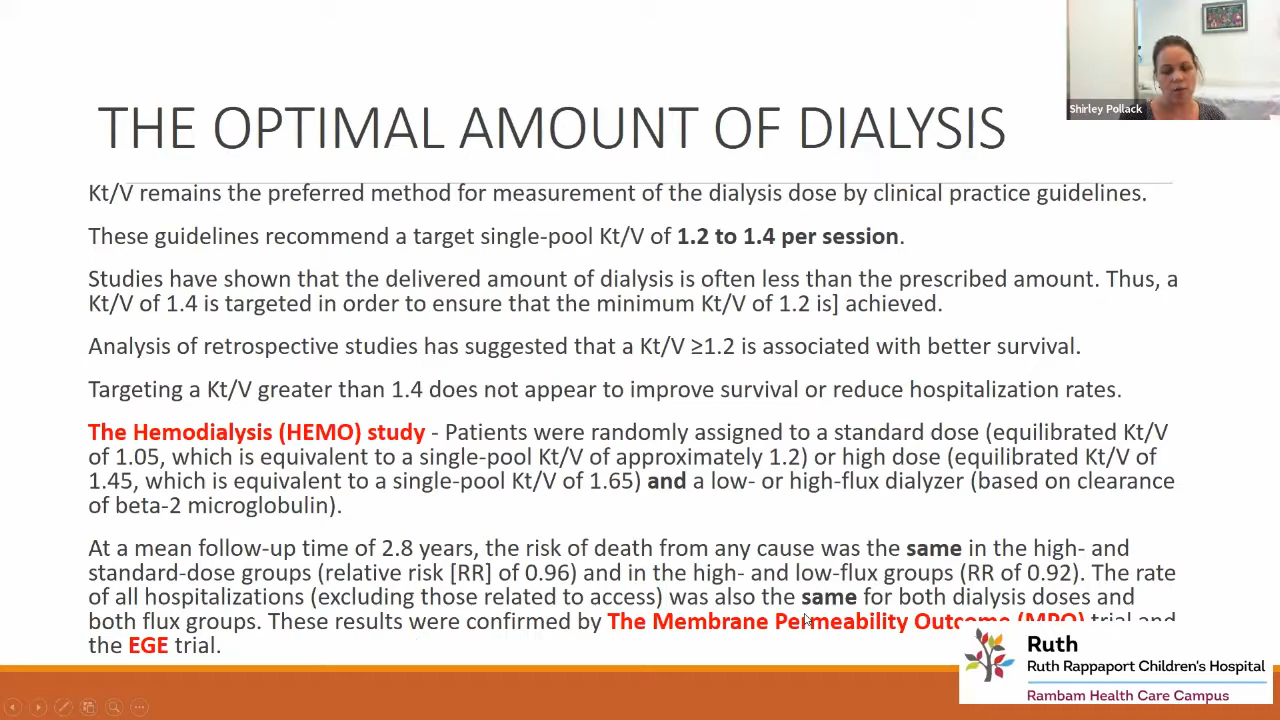 Shirley Pollack
THE OPTIMAL AMOUNT OF DIALYSIS
Kt/V remains the preferred method for measurement of the dialysis dose by clinical practice guidelines.
These guidelines recommend a target single-pool Kt/V of 1.2 to 1.4 per session.
Studies have shown that the delivered amount of dialysis is often less than the prescribed amount. Thus, a
Kt/V of 1.4 is targeted in order to ensure that the minimum Kt/V of 1.2 is] achieved.
Analysis of retrospective studies has suggested that a Kt/V ≥1.2 is associated with better survival.
Targeting a Kt/V greater than 1.4 does not appear to improve survival or reduce hospitalization rates.
The Hemodialysis (HEMO) study - Patients were randomly assigned to a standard dose (equilibrated Kt/V
of 1.05, which is equivalent to a single-pool Kt/V of approximately 1.2) or high dose (equilibrated Kt/V of
1.45, which is equivalent to a single-pool Kt/V of 1.65) and a low- or high-flux dialyzer (based on clearance
of beta-2 microglobulin).
At a mean follow-up time of 2.8 years, the risk of death from any cause was the same in the high- and
standard-dose groups (relative risk [RR] of 0.96) and in the high- and low-flux groups (RR of 0.92). The rate
of all hospitalizations (excluding those related to access) was also the same for both dialysis doses and
both flux groups. These results were confirmed by The Membrane Permeability Outcome (MPO) trial and
the EGE trial.
Ruth
Ruth Rappaport Children's Hospital
Rambam Health Care Campus